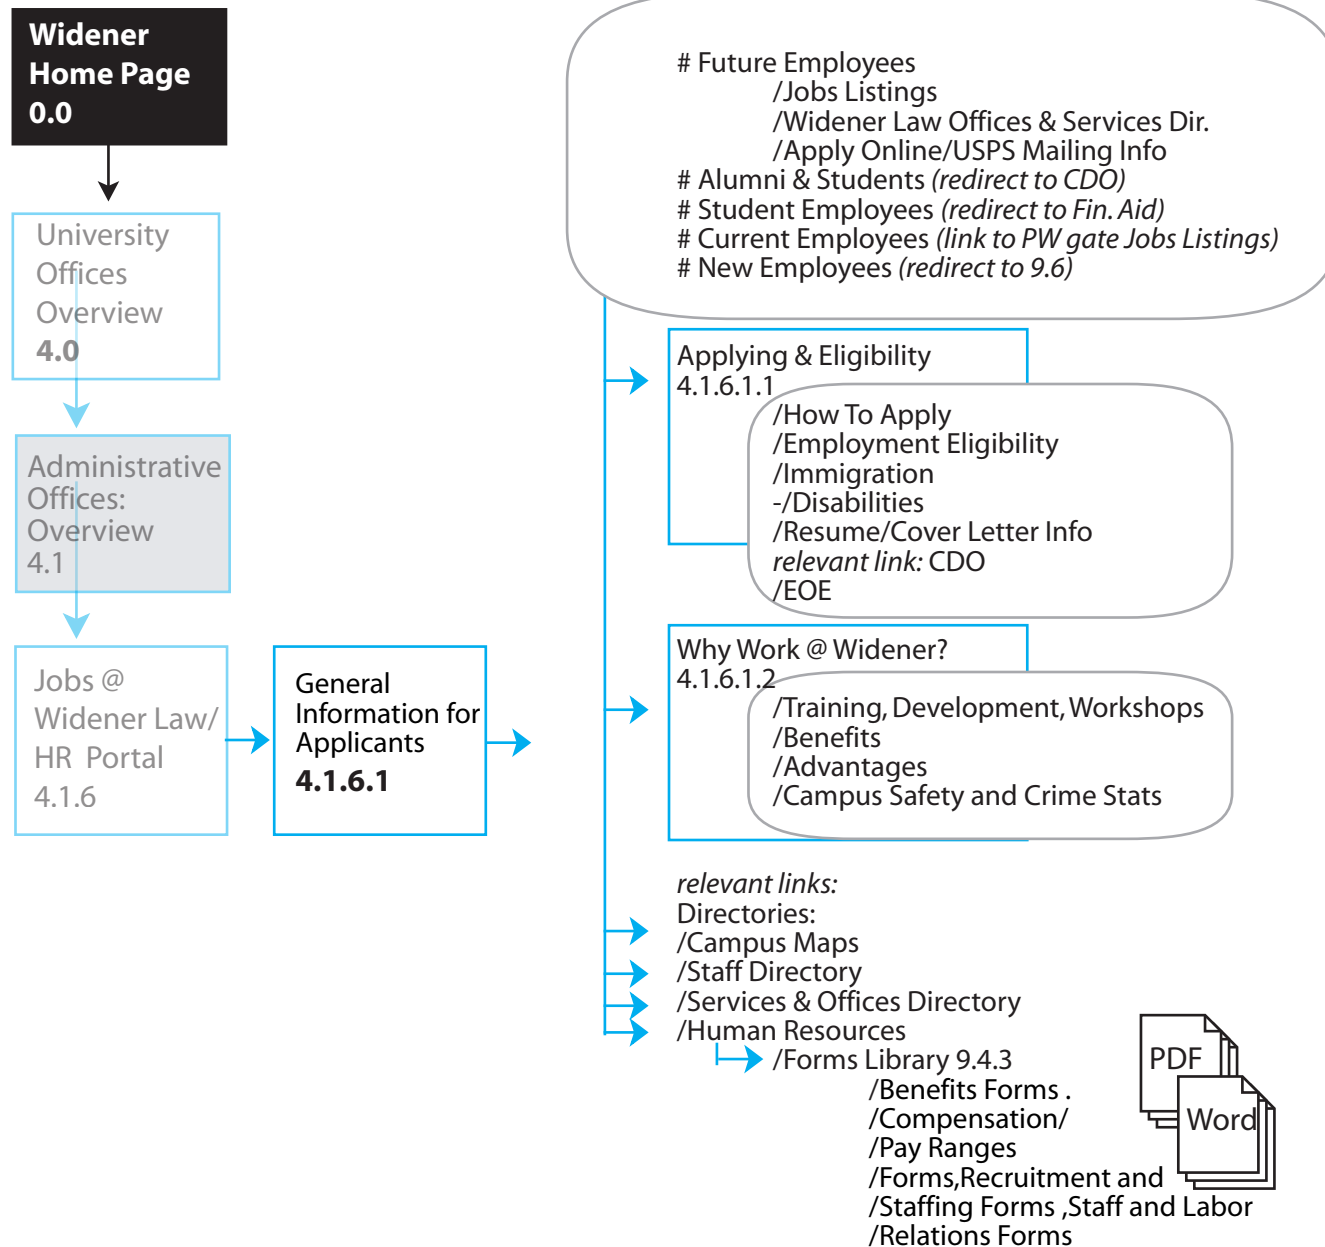 Widener
Home Page
0.0
University
Offices
Overview
4.0
Administrative
Offices:
Overview
4.1
Jobs @
Widener Law/
HR Portal
4.1.6
General
Information for
Applicants
4.1.6.1
# Future Employees
/Jobs Listings
/Widener Law Offices & Services Dir.
/Apply Online/USPS Mailing Info
# Alumni & Students (redirect to CDO)
# Student Employees (redirect to Fin. Aid)
# Current Employees (link to PW gate Jobs Listings)
# New Employees (redirect to 9.6)
Applying & Eligibility
4.1.6.1.1
/How To Apply
/Employment Eligibility
/Immigration
-/Disabilities
/Resume/Cover Letter Info
relevant link: CDO
/EOE
Why Work @ Widener?
4.1.6.1.2
/Training, Development, Workshops
/Benefits
/Advantages
/Campus Safety and Crime Stats
relevant links:
Directories:
/Campus Maps
/Staff Directory
/Services & Offices Directory
/Human Resources
/Forms Library 9.4.3
/Benefits Forms .
/Compensation/
/Pay Ranges
/Forms,Recruitment and
/Staffing Forms ,Staff and Labor
/Relations Forms
PDF
Word